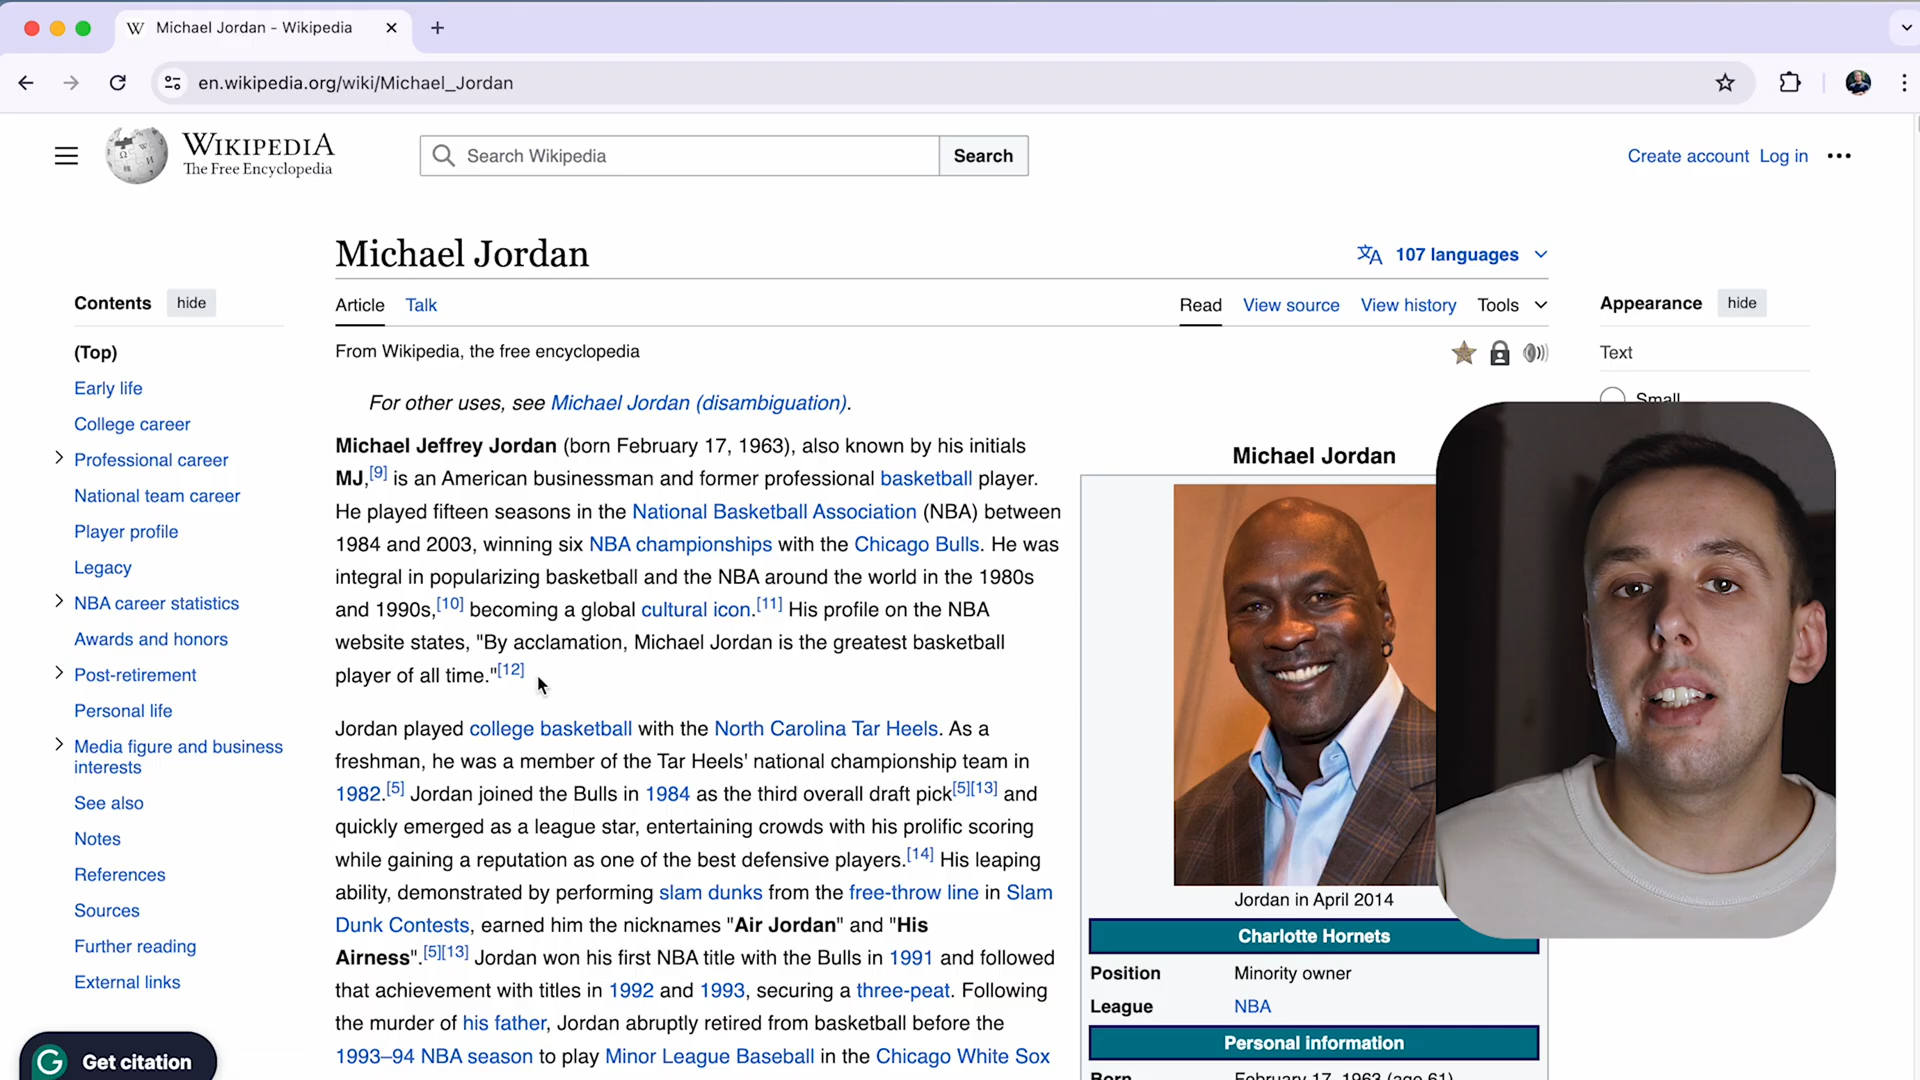 Michael Jordan - Wikipedia
en.wikipedia.org/wiki/Michael_Jordan
WIKIPEDIA
The Free Encyclopedia
Search Wikipedia
Search
Create account Log in
Michael Jordan
107 languages
Contents hide
Article Talk
Read View source View history Tools
Appearance hide
(Top)
Early life
College career
Professional career
National team career
Player profile
Legacy
NBA career statistics
Awards and honors
Post-retirement
Personal life
Media figure and business
interests
See also
Notes
References
Sources
Further reading
External links
Get citation
From Wikipedia, the free encyclopedia
Text
Small
For other uses, see Michael Jordan (disambiguation).
Michael Jeffrey Jordan (born February 17, 1963), also known by his initials
MJ,[9] is an American businessman and former professional basketball player.
He played fifteen seasons in the National Basketball Association (NBA) between
1984 and 2003, winning six NBA championships with the Chicago Bulls. He was
integral in popularizing basketball and the NBA around the world in the 1980s
and 1990s,[10] becoming a global cultural icon.[11] His profile on the NBA
website states, "By acclamation, Michael Jordan is the greatest basketball
player of all time."[12]
Jordan played college basketball with the North Carolina Tar Heels. As a
freshman, he was a member of the Tar Heels' national championship team in
1982.[5] Jordan joined the Bulls in 1984 as the third overall draft pick[5][13] and
quickly emerged as a league star, entertaining crowds with his prolific scoring
while gaining a reputation as one of the best defensive players.[14] His leaping
ability, demonstrated by performing slam dunks from the free-throw line in Slam
Dunk Contests, earned him the nicknames "Air Jordan" and "His
Airness".[5][13] Jordan won his first NBA title with the Bulls in 1991 and followed
that achievement with titles in 1992 and 1993, securing a three-peat. Following
the murder of his father, Jordan abruptly retired from basketball before the
1993–94 NBA season to play Minor League Baseball in the Chicago White Sox
Michael Jordan
Jordan in April 2014
Charlotte Hornets
Position Minority owner
League NBA
Personal information
Born February 17, 1963 (age 61)